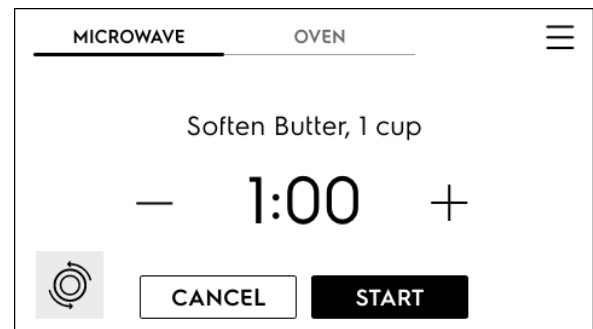 MICROWAVE OVEN
Soften Butter, 1 cup
— 1:00 +
CANCEL START